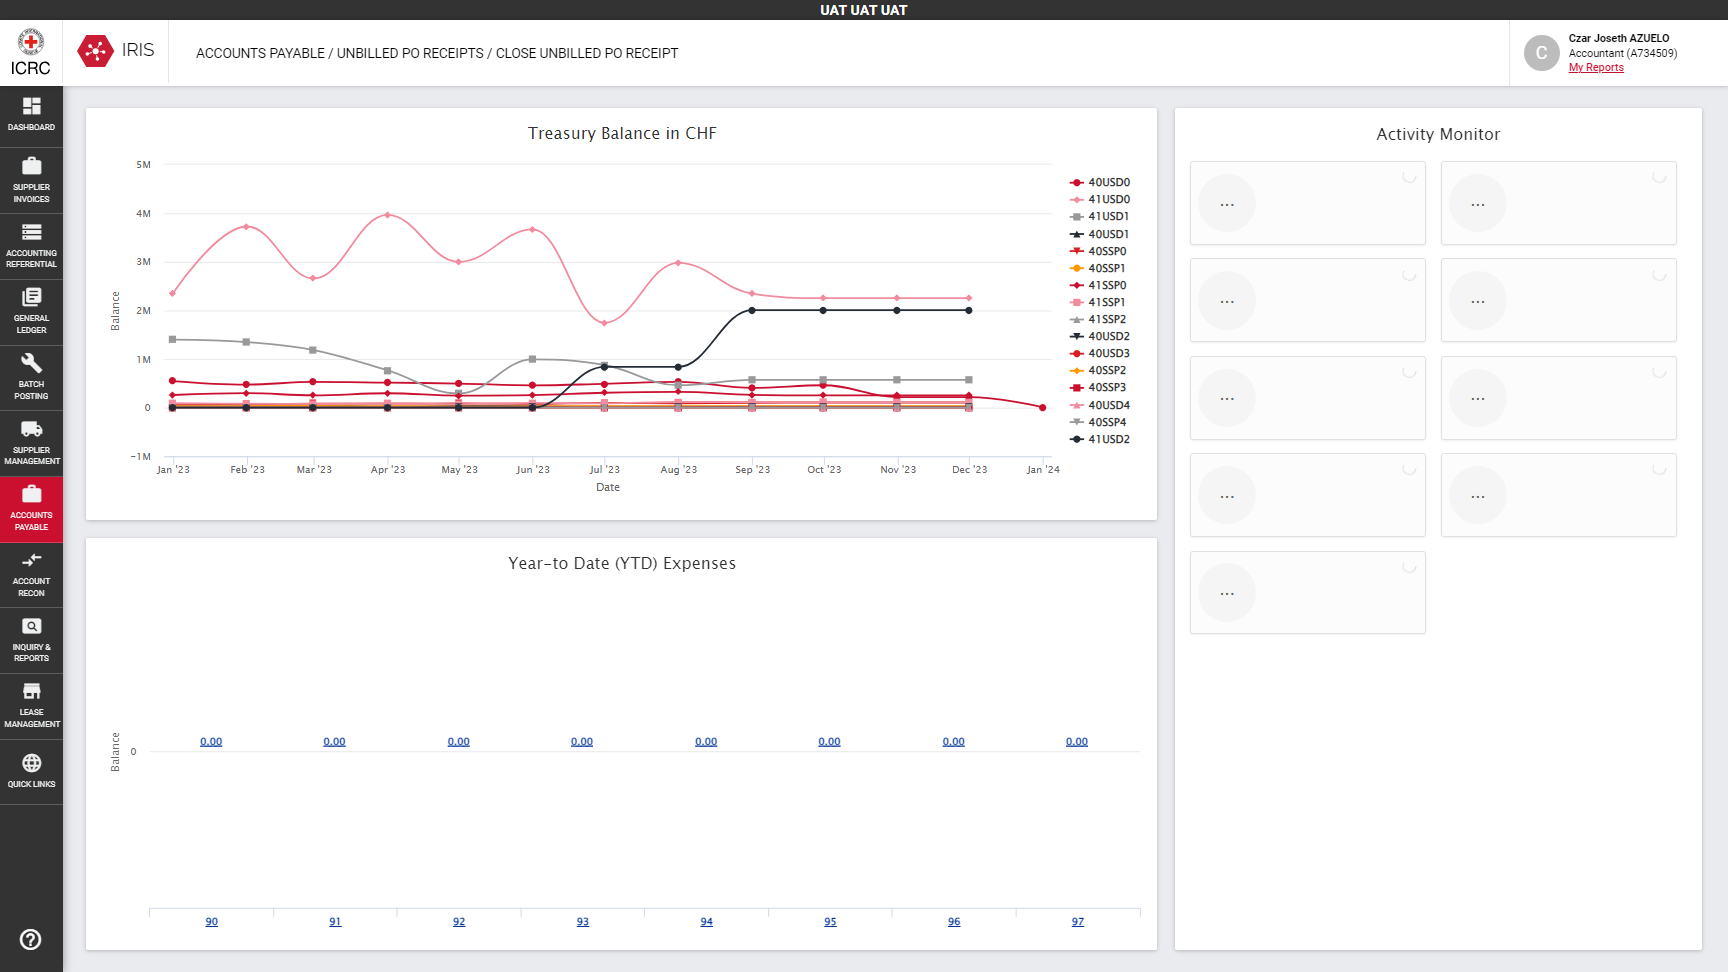 UAT UAT UAT
ICRC
IRIS
ACCOUNTS PAYABLE / UNBILLED PO RECEIPTS / CLOSE UNBILLED PO RECEIPT
C
Czar Joseth AZUELO
Accountant (A734509)
My Reports
DASHBOARD
SUPPLIER
INVOICES
ACCOUNTING
REFERENTIAL
GENERAL
LEDGER
BATCH
POSTING
SUPPLIER
MANAGEMENT
ACCOUNTS
PAYABLE
ACCOUNT
RECON
INQUIRY &
REPORTS
LEASE
MANAGEMENT
QUICK LINKS
Treasury Balance in CHF
5M
4M
3M
2M
1M
0
-1M
Balance
Jan '23 Feb '23 Mar '23 Apr '23 May '23 Jun '23 Jul '23 Aug '23 Sep '23 Oct '23 Nov '23 Dec '23 Jan '24
Date
40USD0
41USD0
41USD1
40USD1
40SSP0
40SSP1
41SSP0
41SSP1
41SSP2
40USD2
40USD3
40SSP2
40SSP3
40USD4
40SSP4
41USD2
Year-to Date (YTD) Expenses
Balance
0
0.00 0.00 0.00 0.00 0.00 0.00 0.00 0.00
90 91 92 93 94 95 96 97
Activity Monitor
... ...
... ...
... ...
... ...
...